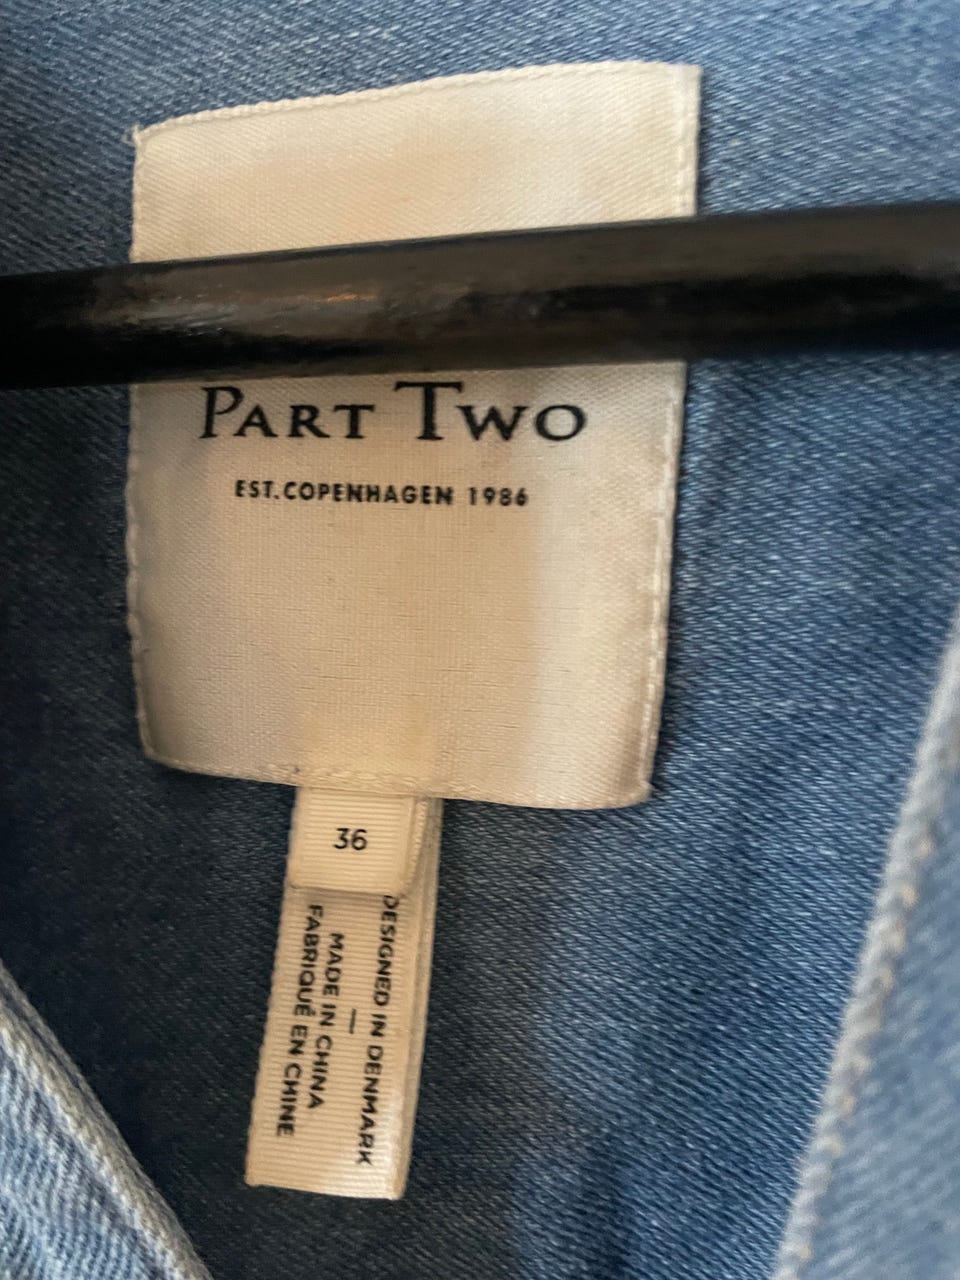 PART TWO
EST. COPENHAGEN 1986
36
DESIGNED IN DENMARK
—
MADE IN CHINA
FABRIQUÉ EN CHINE